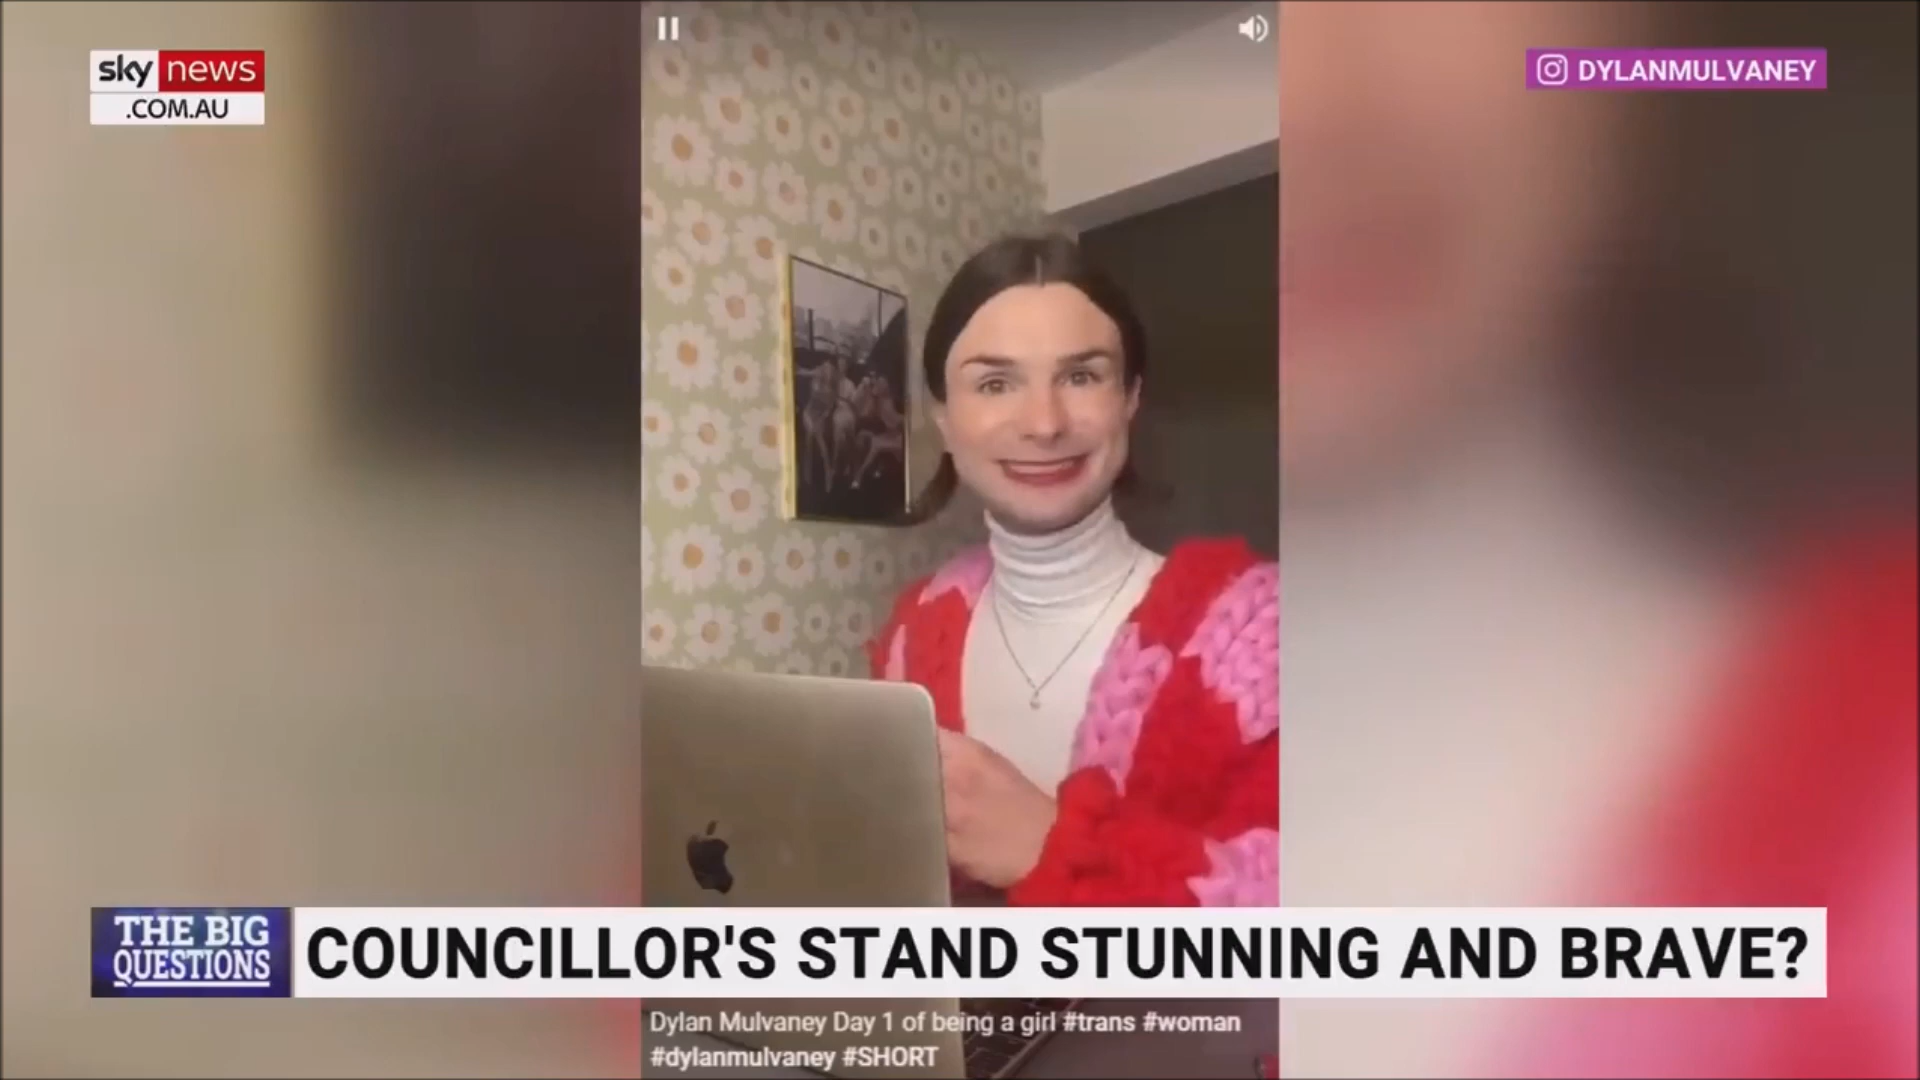 sky news
.COM.AU
DYLANMULVANEY
THE BIG
QUESTIONS
COUNCILLOR'S STAND STUNNING AND BRAVE?
Dylan Mulvaney Day 1 of being a girl #trans #woman
#dylanmulvaney #SHORT